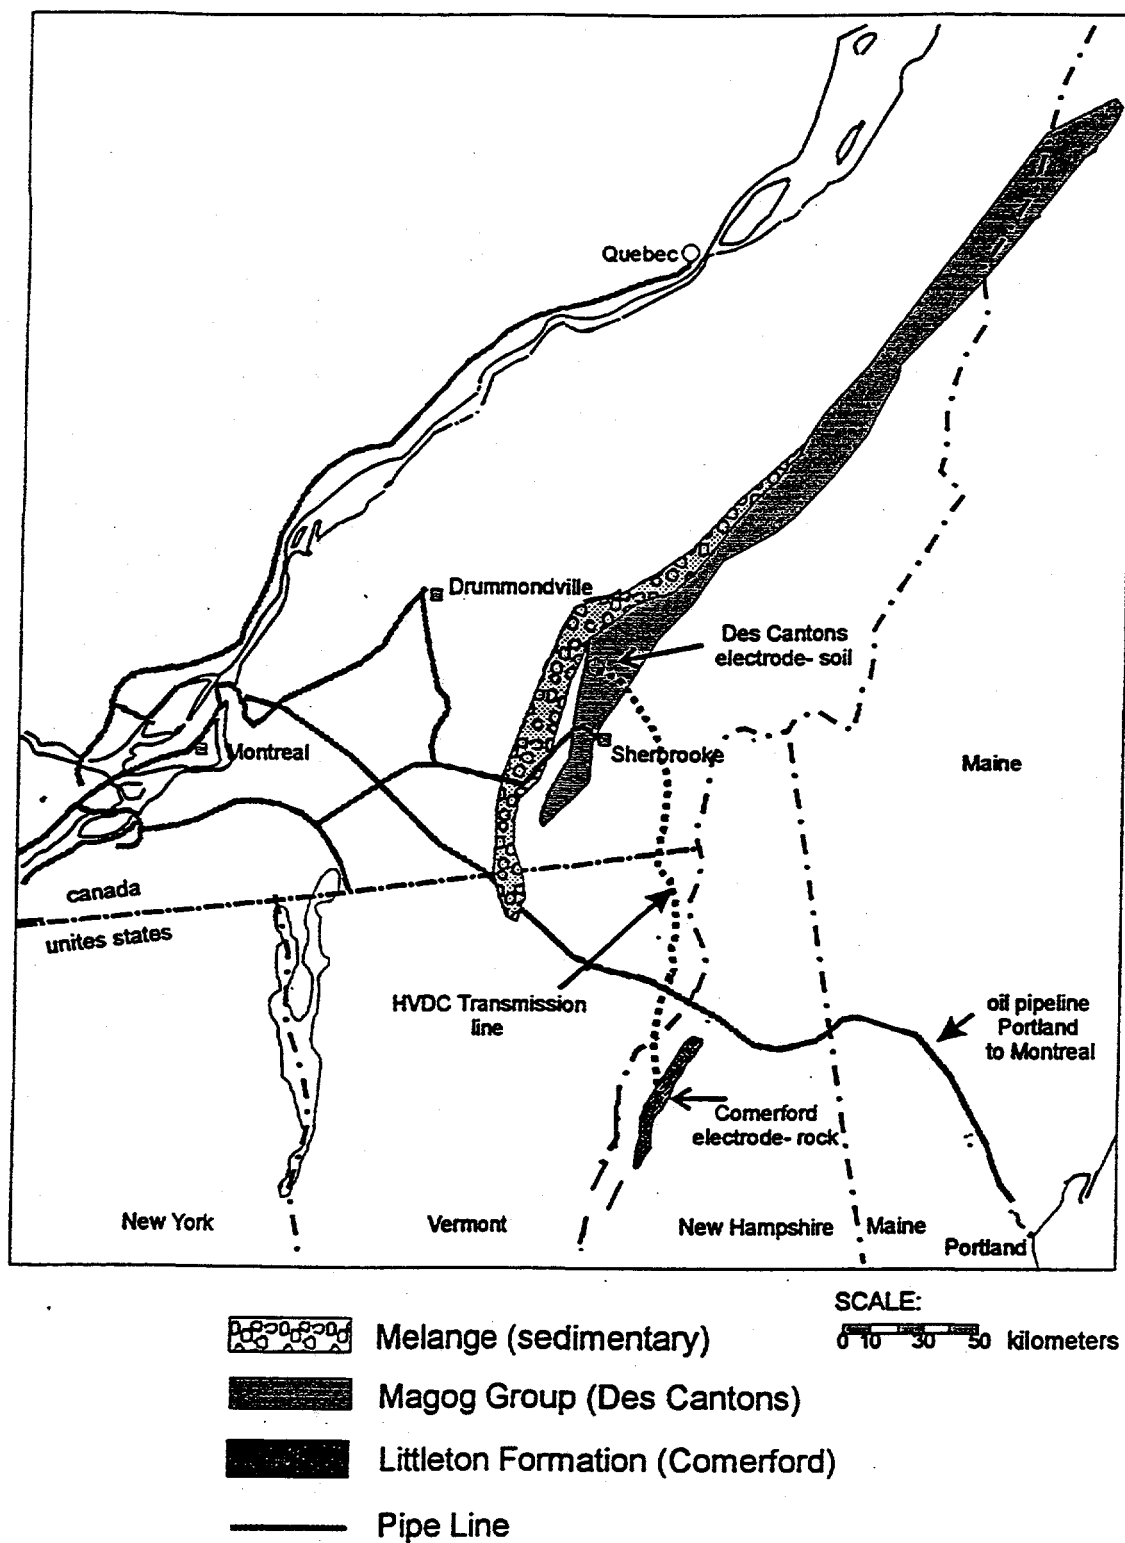 Quebec
Drummondville
Des Cantons
electrode- soil
Montreal
Sherbrooke
Maine
canada
unites states
HVDC Transmission
line
oil pipeline
Portland
to Montreal
Comerford
electrode- rock
New York
Vermont
New Hampshire
Maine
Portland
SCALE:
0 10 30 50 kilometers
Melange (sedimentary)
Magog Group (Des Cantons)
Littleton Formation (Comerford)
Pipe Line